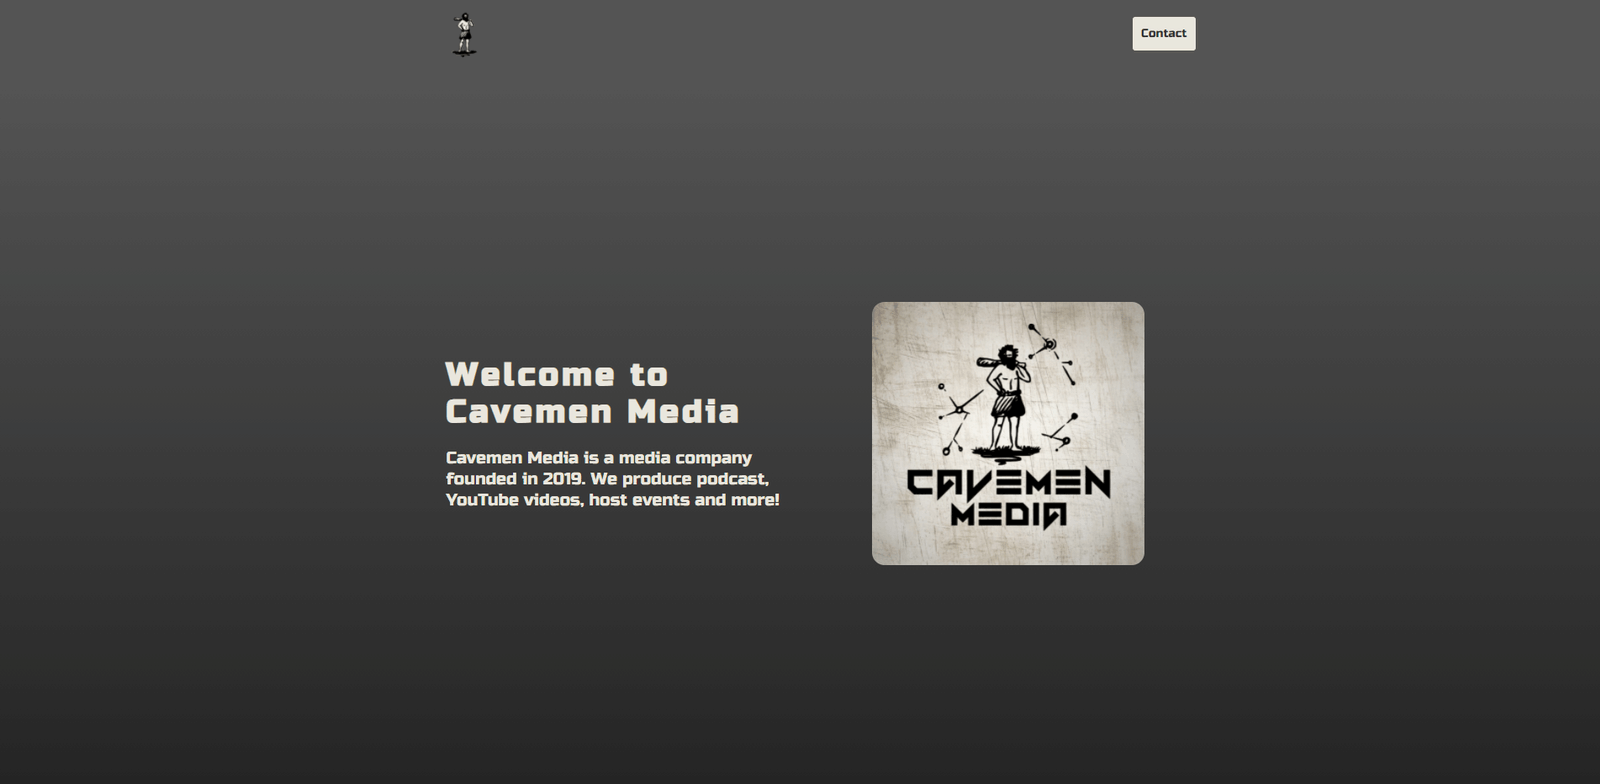 Contact
Welcome to
Cavemen Media
Cavemen Media is a media company
founded in 2019. We produce podcast,
YouTube videos, host events and more!
CAVEMEN
MEDIA